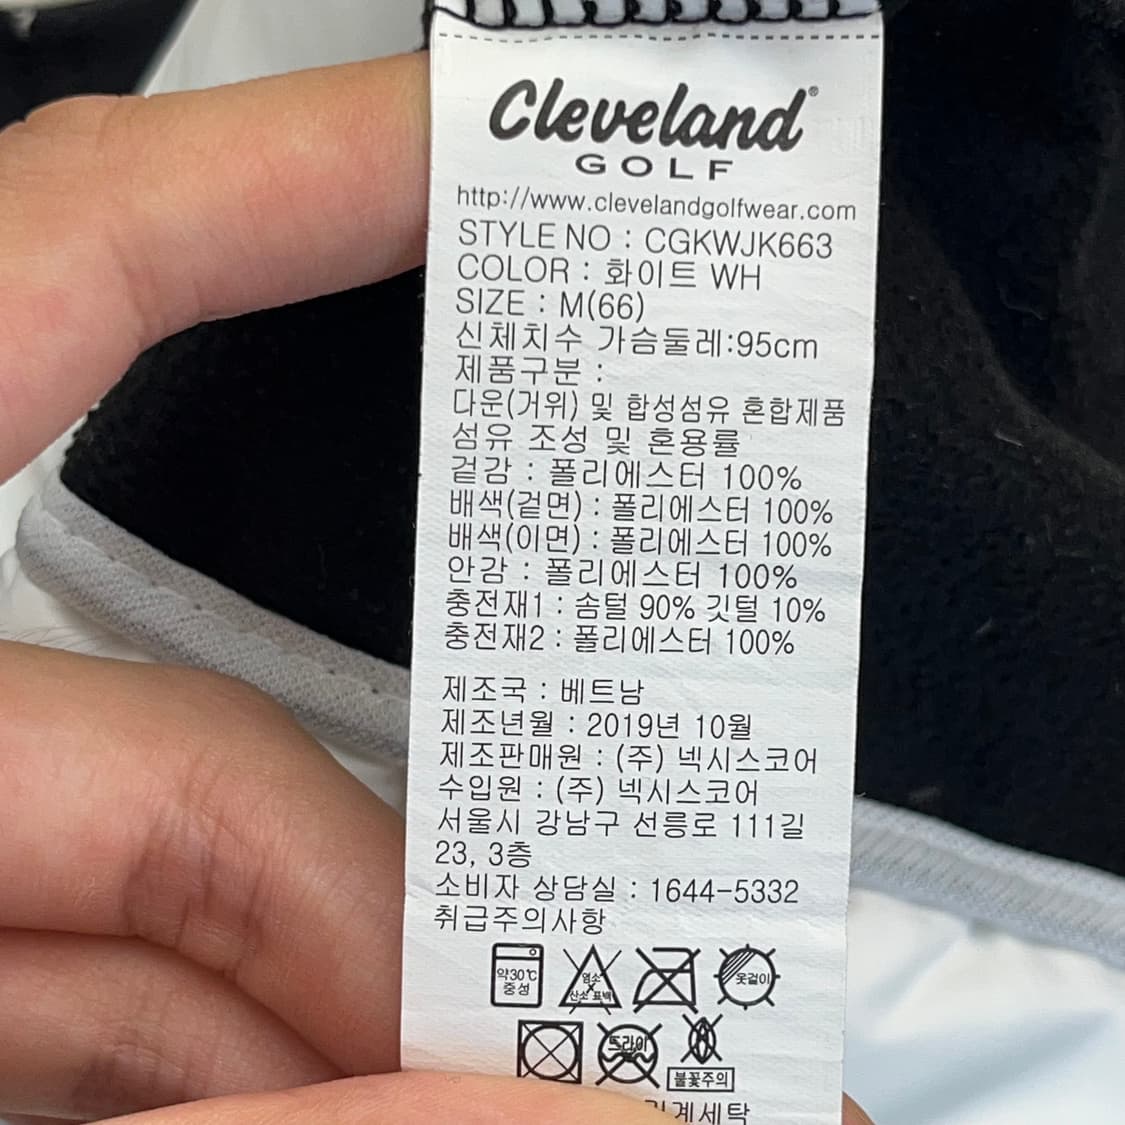 Cleveland®
GOLF
http://www.clevelandgolfwear.com
STYLE NO : CGKWJK663
COLOR : 화이트 WH
SIZE : M(66)
신체치수 가슴둘레:95cm
제품구분 :
다운(거위) 및 합성섬유 혼합제품
섬유 조성 및 혼용률
겉감 : 폴리에스터 100%
배색(겉면) : 폴리에스터 100%
배색(이면) : 폴리에스터 100%
안감 : 폴리에스터 100%
충전재1 : 솜털 90% 깃털 10%
충전재2 : 폴리에스터 100%
제조국 : 베트남
제조년월 : 2019년 10월
제조판매원 : (주) 넥시스코어
수입원 : (주) 넥시스코어
서울시 강남구 선릉로 111길
23, 3층
소비자 상담실 : 1644-5332
취급주의사항
약30℃
중성
염소
산소 표백
옷걸이
드라이
불꽃주의
계세탁